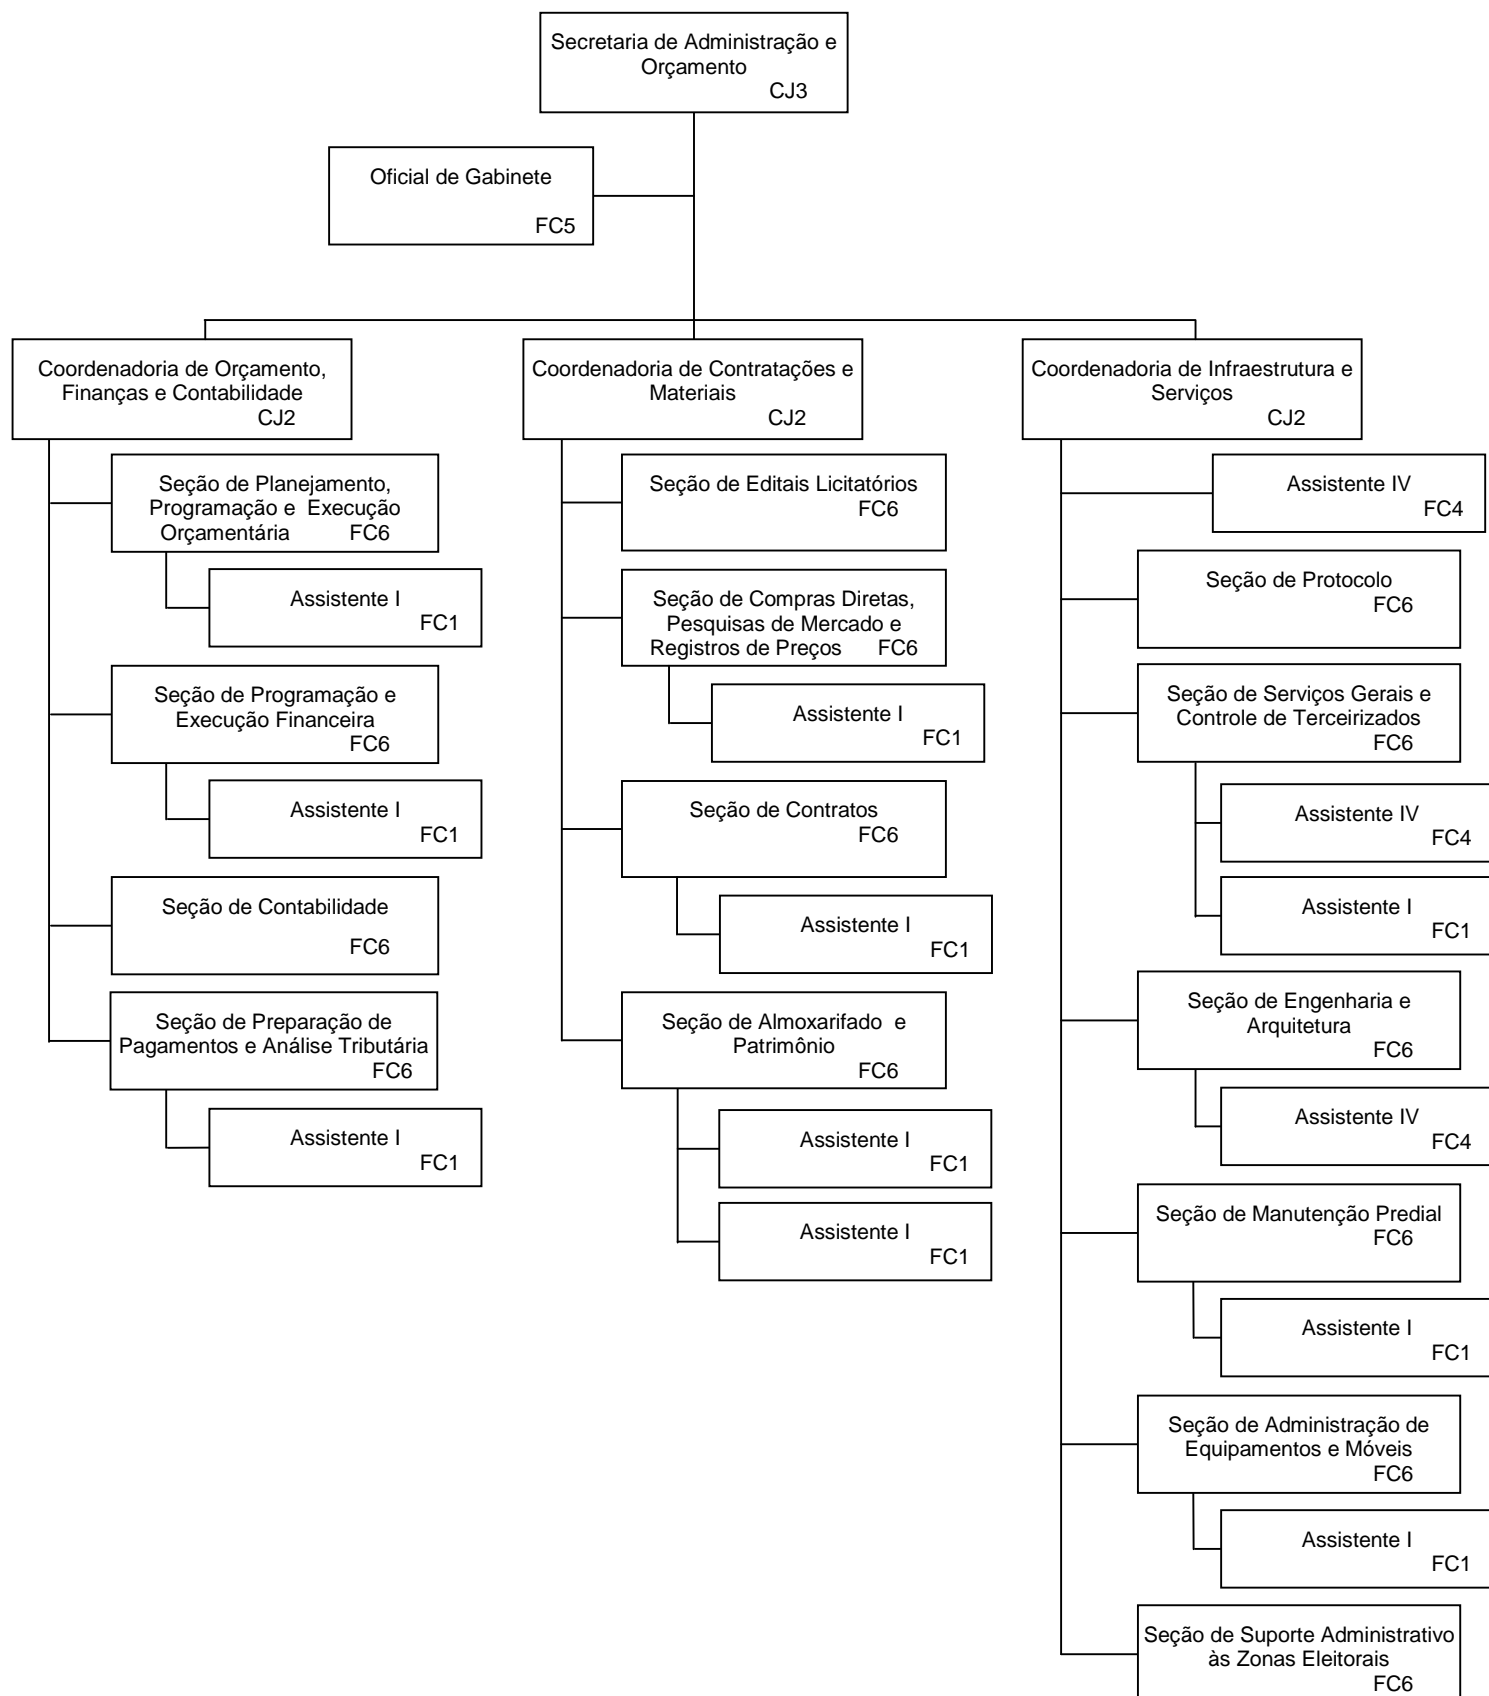 Secretaria de Administração e
Orçamento
CJ3
Oficial de Gabinete
FC5
Coordenadoria de Orçamento,
Finanças e Contabilidade
CJ2
Seção de Planejamento,
Programação e Execução
Orçamentária FC6
Assistente I
FC1
Seção de Programação e
Execução Financeira
FC6
Assistente I
FC1
Seção de Contabilidade
FC6
Seção de Preparação de
Pagamentos e Análise Tributária
FC6
Assistente I
FC1
Coordenadoria de Contratações e
Materiais
CJ2
Seção de Editais Licitatórios
FC6
Seção de Compras Diretas,
Pesquisas de Mercado e
Registros de Preços FC6
Assistente I
FC1
Seção de Contratos
FC6
Assistente I
FC1
Seção de Almoxarifado e
Patrimônio
FC6
Assistente I
FC1
Assistente I
FC1
Coordenadoria de Infraestrutura e
Serviços
CJ2
Assistente IV
FC4
Seção de Protocolo
FC6
Seção de Serviços Gerais e
Controle de Terceirizados
FC6
Assistente IV
FC4
Assistente I
FC1
Seção de Engenharia e
Arquitetura
FC6
Assistente IV
FC4
Seção de Manutenção Predial
FC6
Assistente I
FC1
Seção de Administração de
Equipamentos e Móveis
FC6
Assistente I
FC1
Seção de Suporte Administrativo
às Zonas Eleitorais
FC6